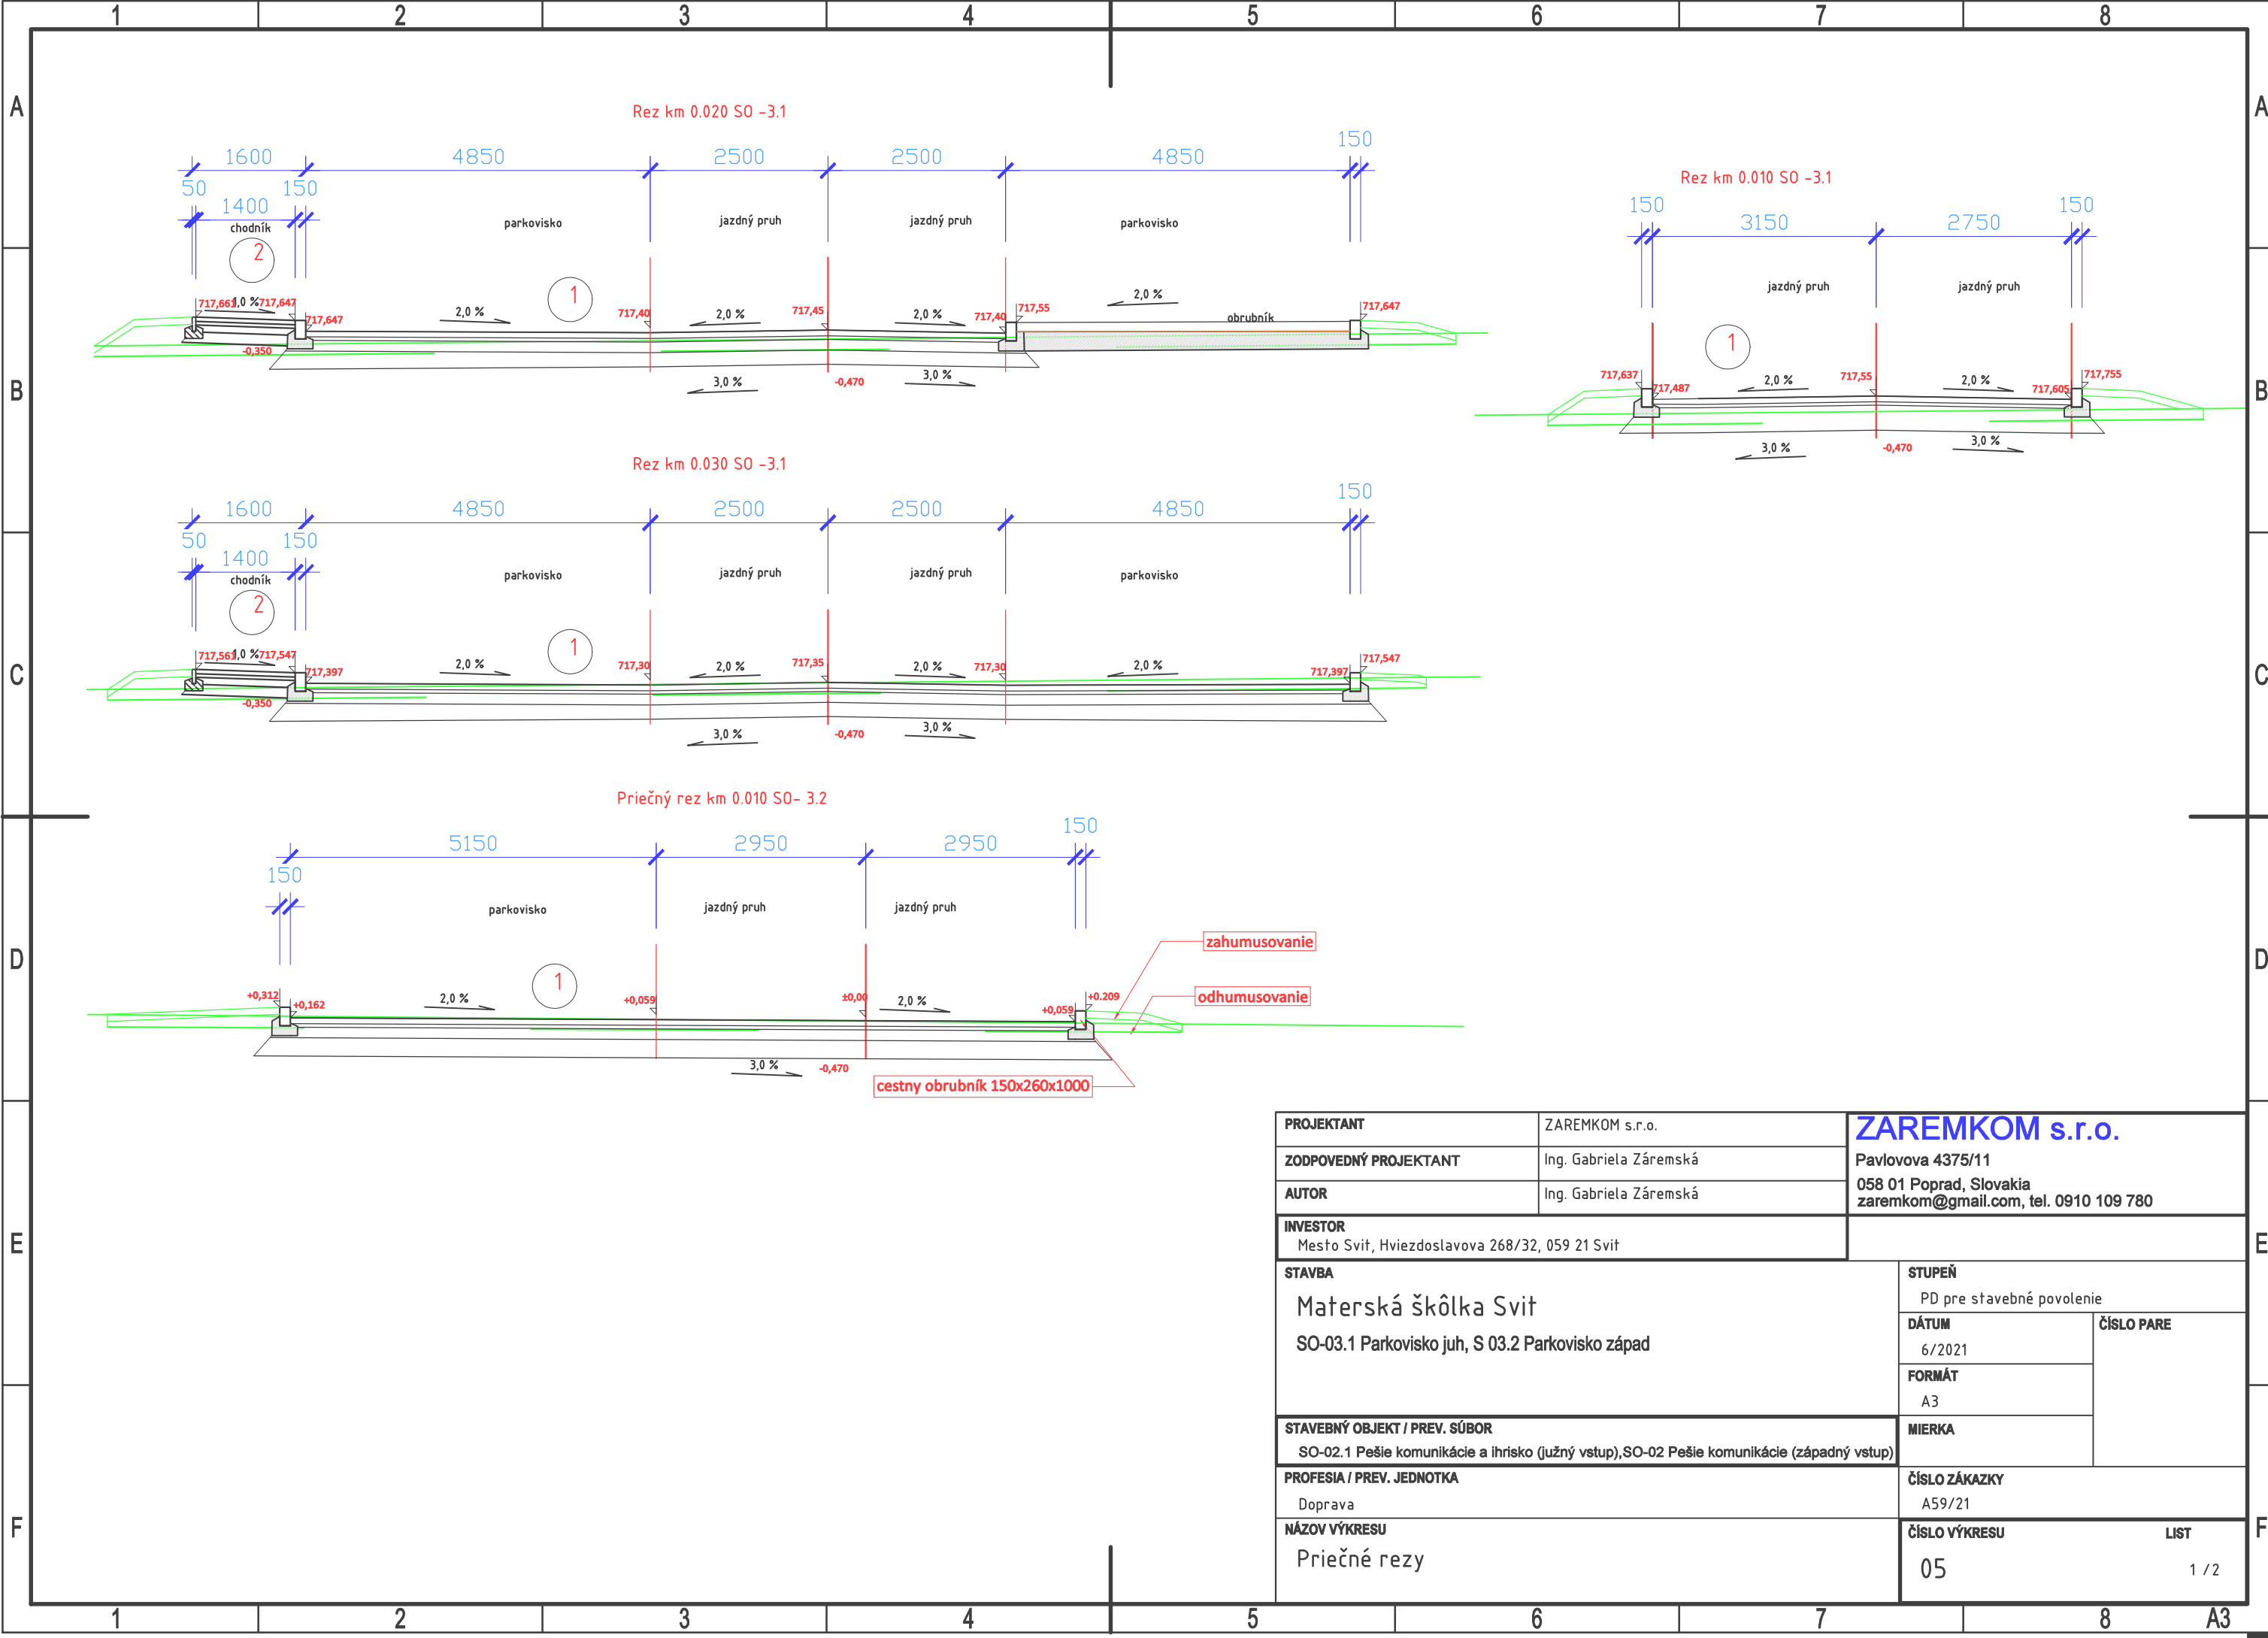 1 2 3 4 5 6 7 8
A A
B B
C C
D D
E E
F F
Rez km 0.020 SO -3.1
1600 4850 2500 2500 4850 150
50 150
1400
chodník parkovisko jazdný pruh jazdný pruh parkovisko
2 1
717,661 1,0 % 717,647 717,647 2,0 % 717,40 2,0 % 717,45 2,0 % 717,40 717,55 2,0 % obrubník 717,647
-0,350 3,0 % -0,470 3,0 %
Rez km 0.010 SO -3.1
150 3150 2750 150
jazdný pruh jazdný pruh
1
717,637 717,487 2,0 % 717,55 2,0 % 717,605 717,755
3,0 % -0,470 3,0 %
Rez km 0.030 SO -3.1
1600 4850 2500 2500 4850 150
50 150
1400
chodník parkovisko jazdný pruh jazdný pruh parkovisko
2 1
717,561 1,0 % 717,547 717,397 2,0 % 717,30 2,0 % 717,35 2,0 % 717,30 2,0 % 717,397 717,547
-0,350 3,0 % -0,470 3,0 %
Priečný rez km 0.010 SO- 3.2
5150 2950 2950 150
150
parkovisko jazdný pruh jazdný pruh
1
+0,312 +0,162 2,0 % +0,059 ±0,00 2,0 % +0,059 +0.209
zahumusovanie
odhumusovanie
3,0 % -0,470
cestny obrubník 150x260x1000
PROJEKTANT ZAREMKOM s.r.o.
ZODPOVEDNÝ PROJEKTANT Ing. Gabriela Záremská
AUTOR Ing. Gabriela Záremská
ZAREMKOM s.r.o.
Pavlovova 4375/11
058 01 Poprad, Slovakia
zaremkom@gmail.com, tel. 0910 109 780
INVESTOR
Mesto Svit, Hviezdoslavova 268/32, 059 21 Svit
STAVBA
Materská škôlka Svit
SO-03.1 Parkovisko juh, S 03.2 Parkovisko západ
STUPEŇ
PD pre stavebné povolenie
DÁTUM
6/2021
ČÍSLO PARE
FORMÁT
A3
MIERKA
STAVEBNÝ OBJEKT / PREV. SÚBOR
SO-02.1 Pešie komunikácie a ihrisko (južný vstup),SO-02 Pešie komunikácie (západný vstup)
PROFESIA / PREV. JEDNOTKA
Doprava
ČÍSLO ZÁKAZKY
A59/21
NÁZOV VÝKRESU
Priečné rezy
ČÍSLO VÝKRESU
05
LIST
1 /2
1 2 3 4 5 6 7 8 A3